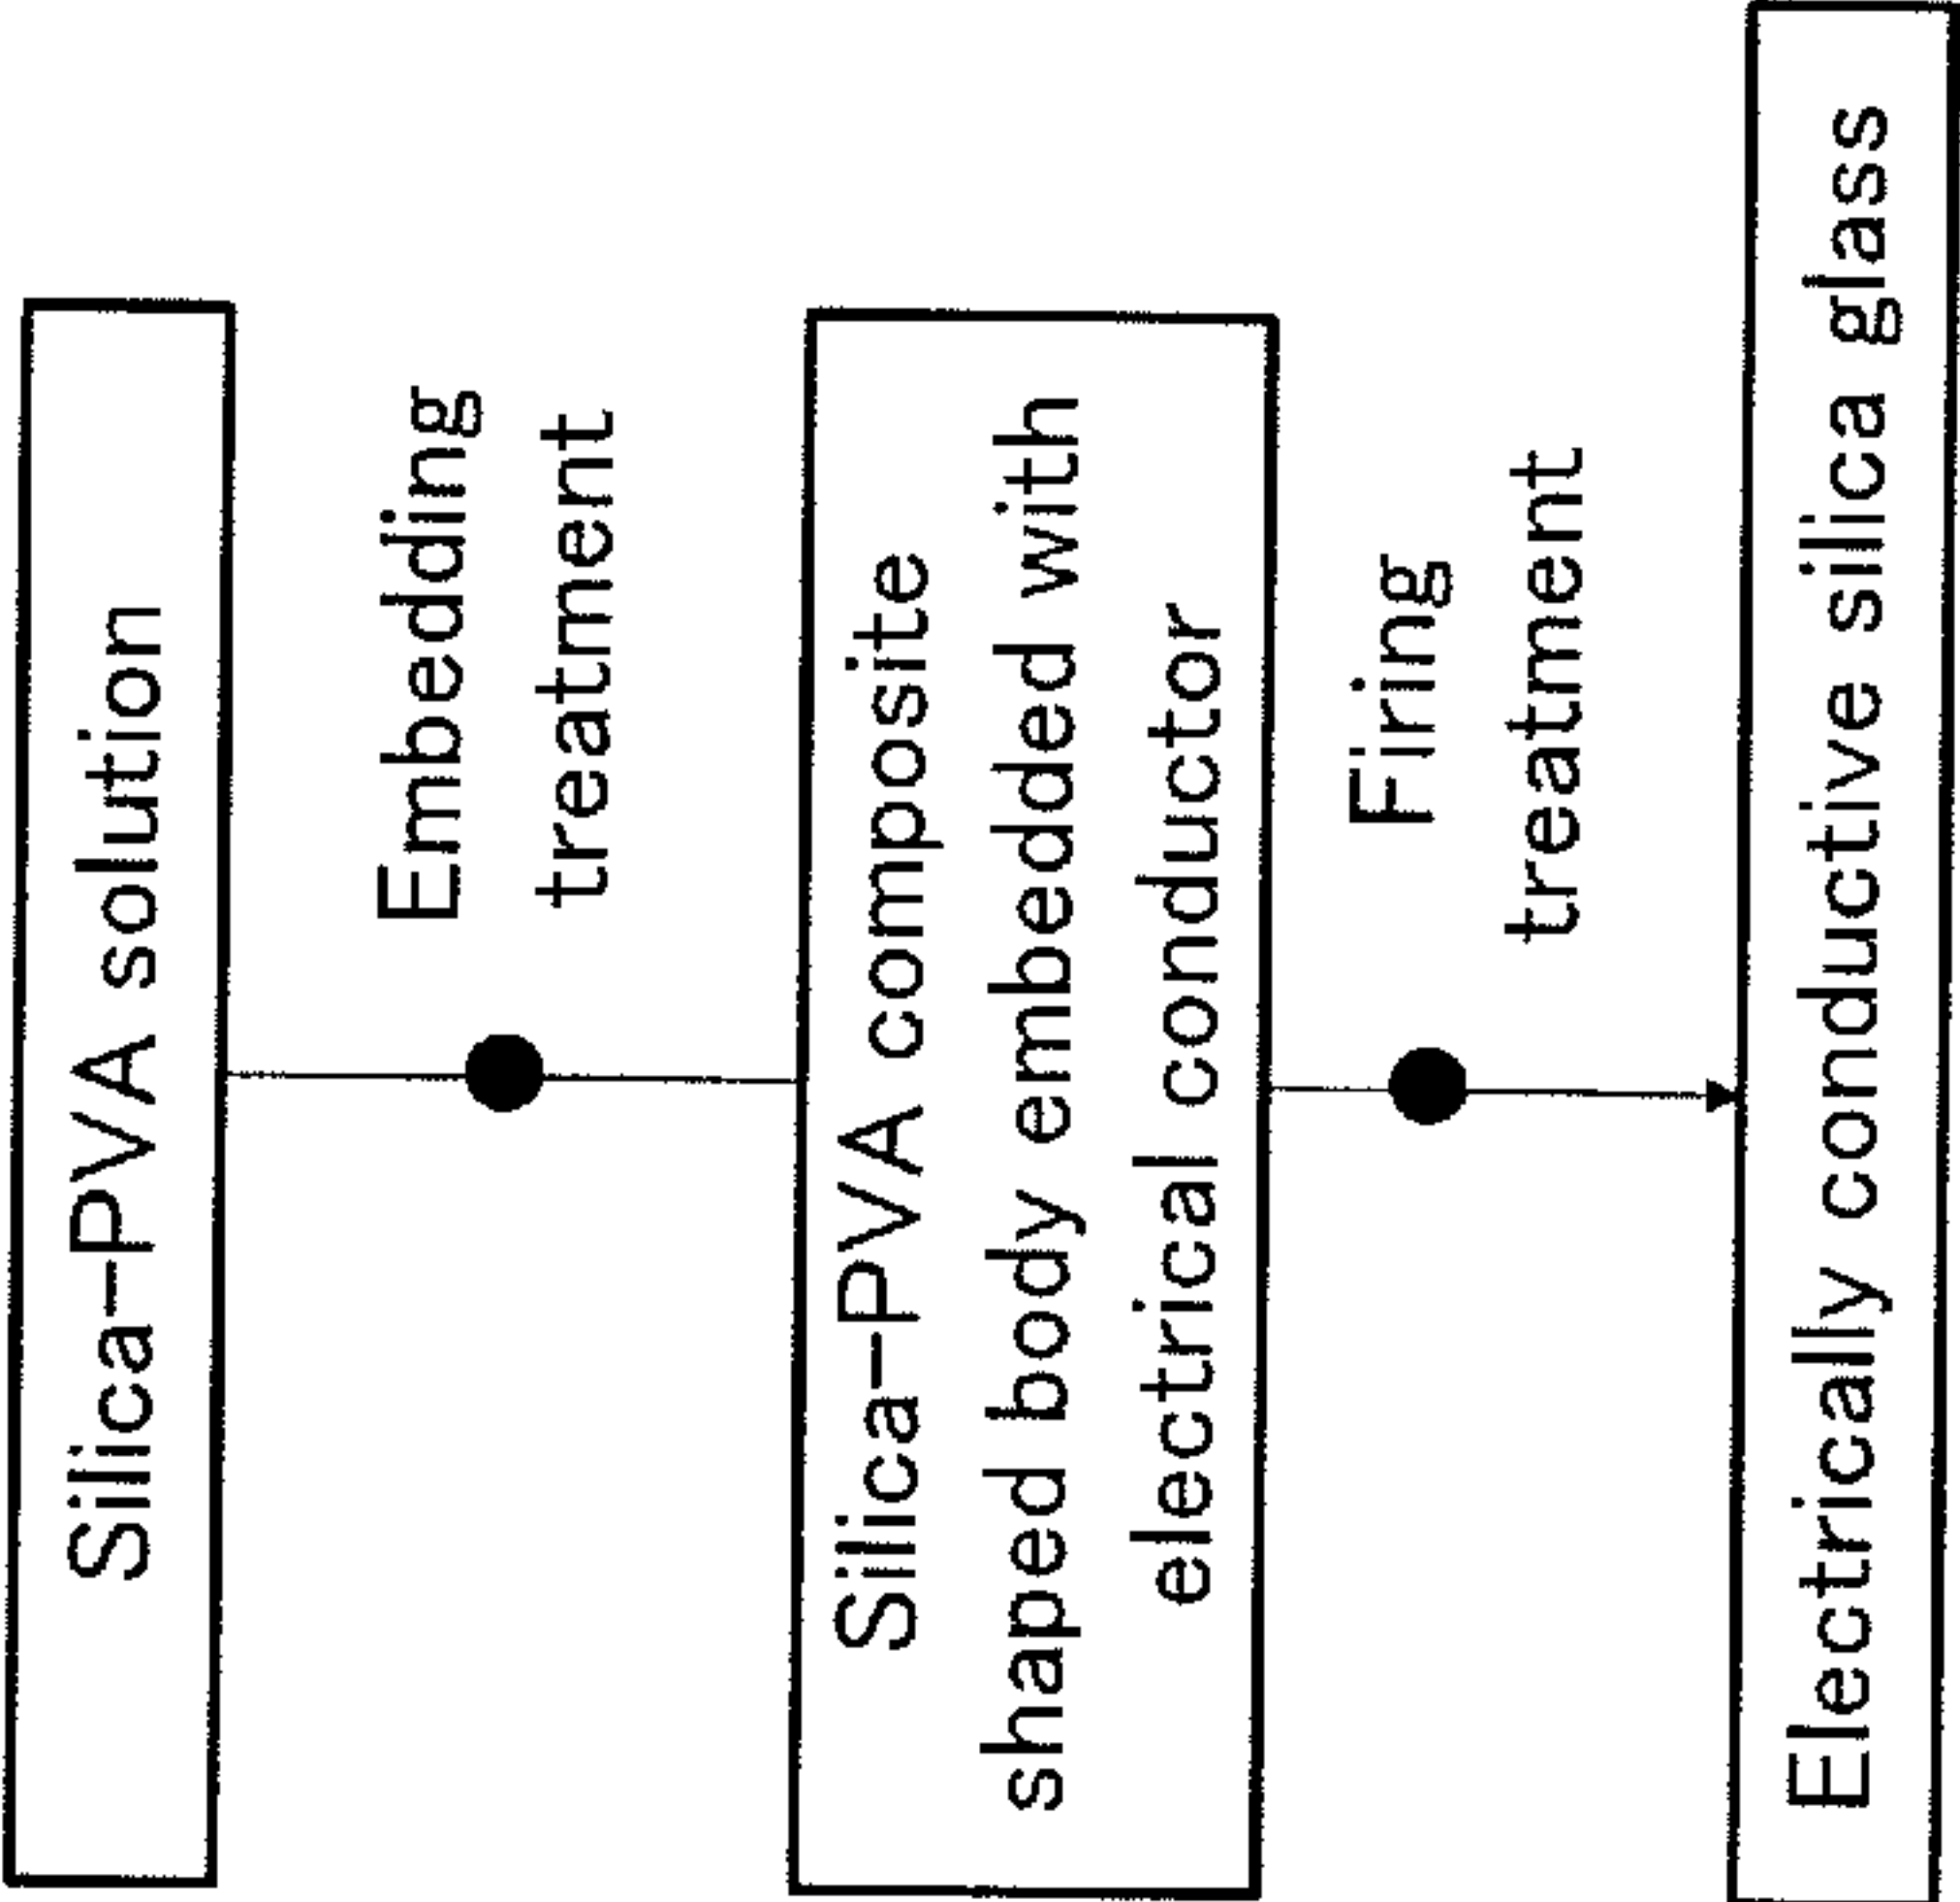 Silica-PVA solution
Embedding
treatment
Silica-PVA composite
shaped body embedded with
electrical conductor
Firing
treatment
Electrically conductive silica glass